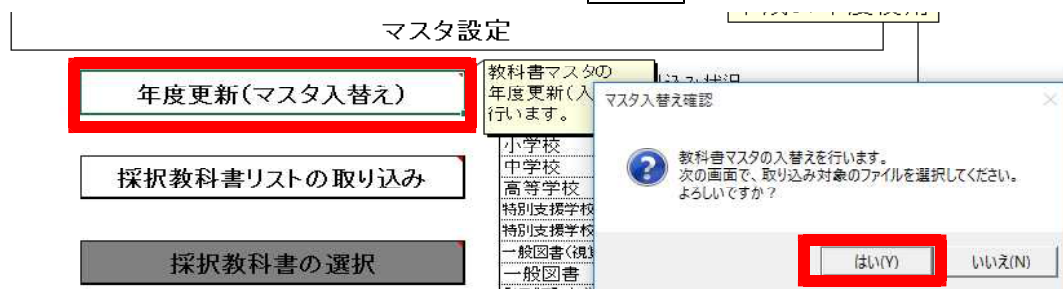 マスタ設定
年度更新(マスタ入替え)
教科書マスタの
年度更新(入
行います。
採択教科書リストの取り込み
採択教科書の選択
小学校
中学校
高等学校
特別支援学校
特別支援学校
一般図書(視
一般図書
マスタ入替え確認
教科書マスタの入替えを行います。
次の画面で、取り込み対象のファイルを選択してください。
よろしいですか？
はい(Y)
いいえ(N)